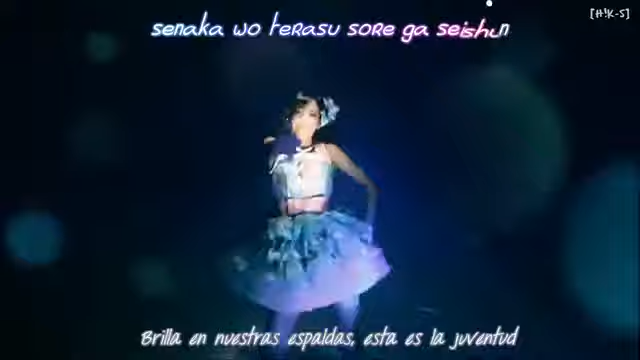 senaka wo terasu sore ga seishun
[H!K-S]
Brilla en nuestras espaldas, esta es la juventud